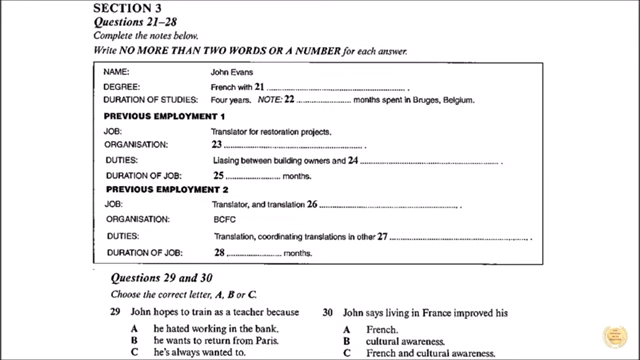 SECTION 3
Questions 21–28
Complete the notes below.
Write NO MORE THAN TWO WORDS OR A NUMBER for each answer.
NAME: John Evans
DEGREE: French with 21 ........................................ .
DURATION OF STUDIES: Four years. NOTE: 22 .................... months spent in Bruges, Belgium.
PREVIOUS EMPLOYMENT 1
JOB: Translator for restoration projects.
ORGANISATION: 23 ........................................ .
DUTIES: Liasing between building owners and 24 ........................................ .
DURATION OF JOB: 25 .................... months.
PREVIOUS EMPLOYMENT 2
JOB: Translator, and translation 26 ........................................ .
ORGANISATION: BCFC
DUTIES: Translation, coordinating translations in other 27 ........................................ .
DURATION OF JOB: 28 .................... months.
Questions 29 and 30
Choose the correct letter, A, B or C.
29 John hopes to train as a teacher because
A he hated working in the bank.
B he wants to return from Paris.
C he's always wanted to.
30 John says living in France improved his
A French.
B cultural awareness.
C French and cultural awareness.